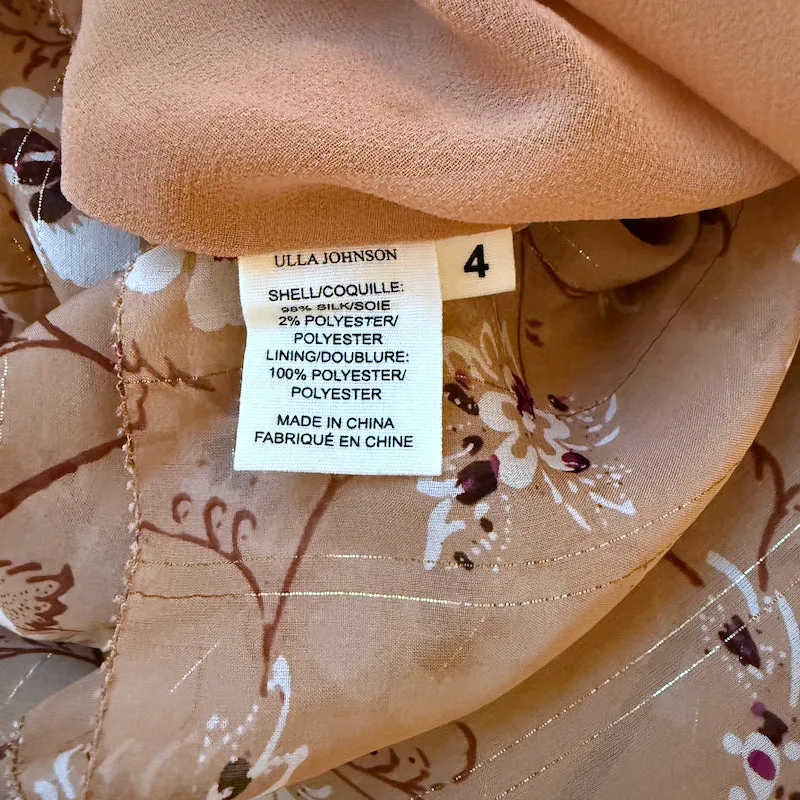 ULLA JOHNSON
4
SHELL/COQUILLE:
98% SILK/SOIE
2% POLYESTER/
POLYESTER
LINING/DOUBLURE:
100% POLYESTER/
POLYESTER
MADE IN CHINA
FABRIQUÉ EN CHINE